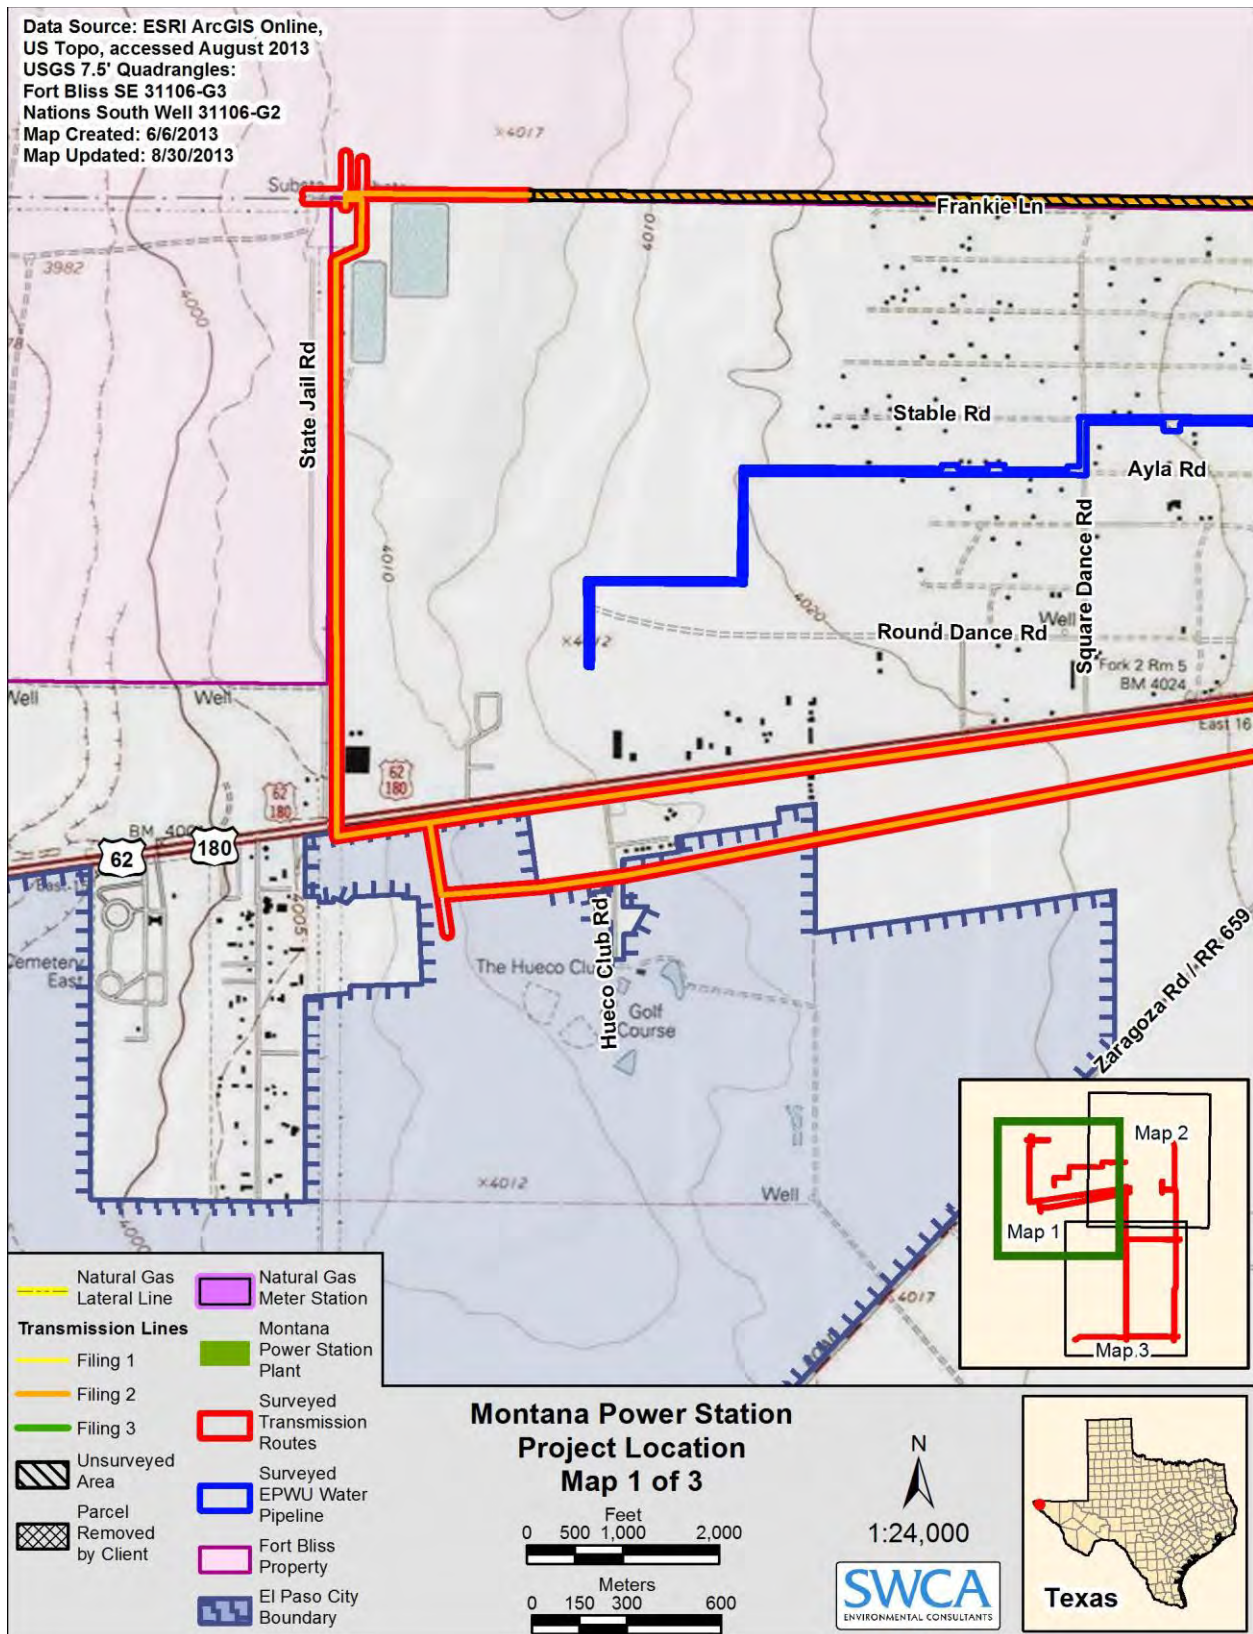 Data Source: ESRI ArcGIS Online,
US Topo, accessed August 2013
USGS 7.5' Quadrangles:
Fort Bliss SE 31106-G3
Nations South Well 31106-G2
Map Created: 6/6/2013
Map Updated: 8/30/2013
×4017
Substa
Frankie Ln
3982
4000
4010
State Jail Rd
Stable Rd
Ayla Rd
Square Dance Rd
4010
4020
Well
Round Dance Rd
×4012
Fork 2 Rm 5
BM 4024
Well
Well
East 16
62
180
62
180
BM
62
180
East 15
4005
Hueco Club Rd
Cemetery
East
The Hueco Club
Golf
Course
Zaragoza Rd / RR 659
×4012
Well
4000
×4017
Map 2
Map 1
Map 3
Natural Gas
Lateral Line
Transmission Lines
Filing 1
Filing 2
Filing 3
Unsurveyed
Area
Parcel
Removed
by Client
Natural Gas
Meter Station
Montana
Power Station
Plant
Surveyed
Transmission
Routes
Surveyed
EPWU Water
Pipeline
Fort Bliss
Property
El Paso City
Boundary
Montana Power Station
Project Location
Map 1 of 3
Feet
0 500 1,000 2,000
Meters
0 150 300 600
N
1:24,000
SWCA
ENVIRONMENTAL CONSULTANTS
Texas